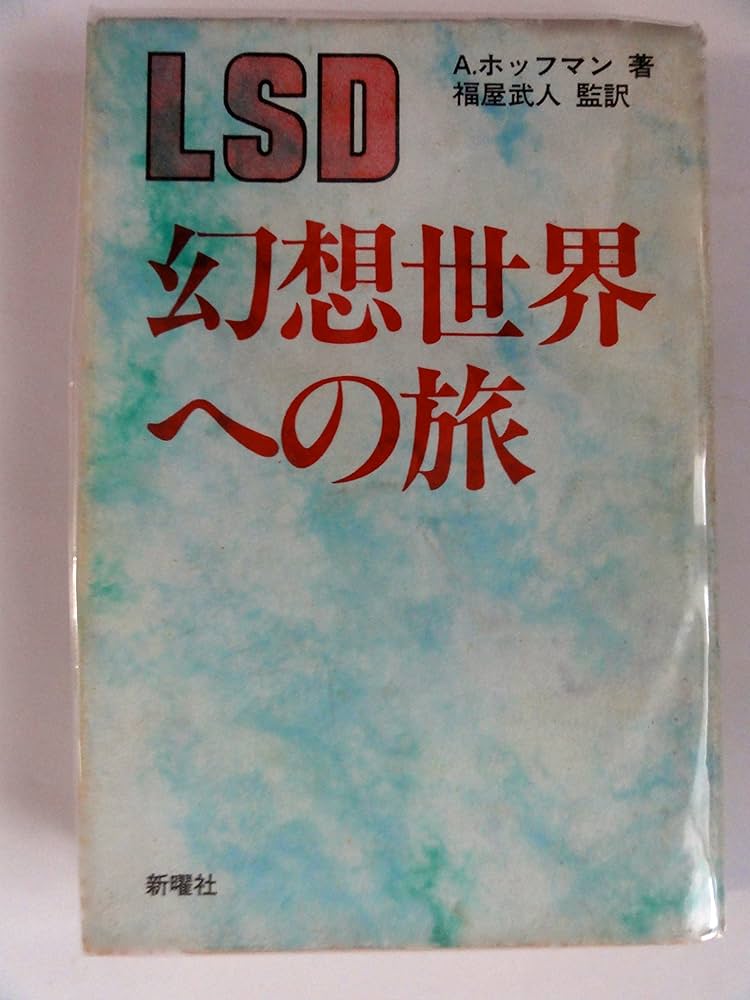 LSD
A.ホッフマン 著
福屋武人 監訳
幻想世界
への旅
新曜社